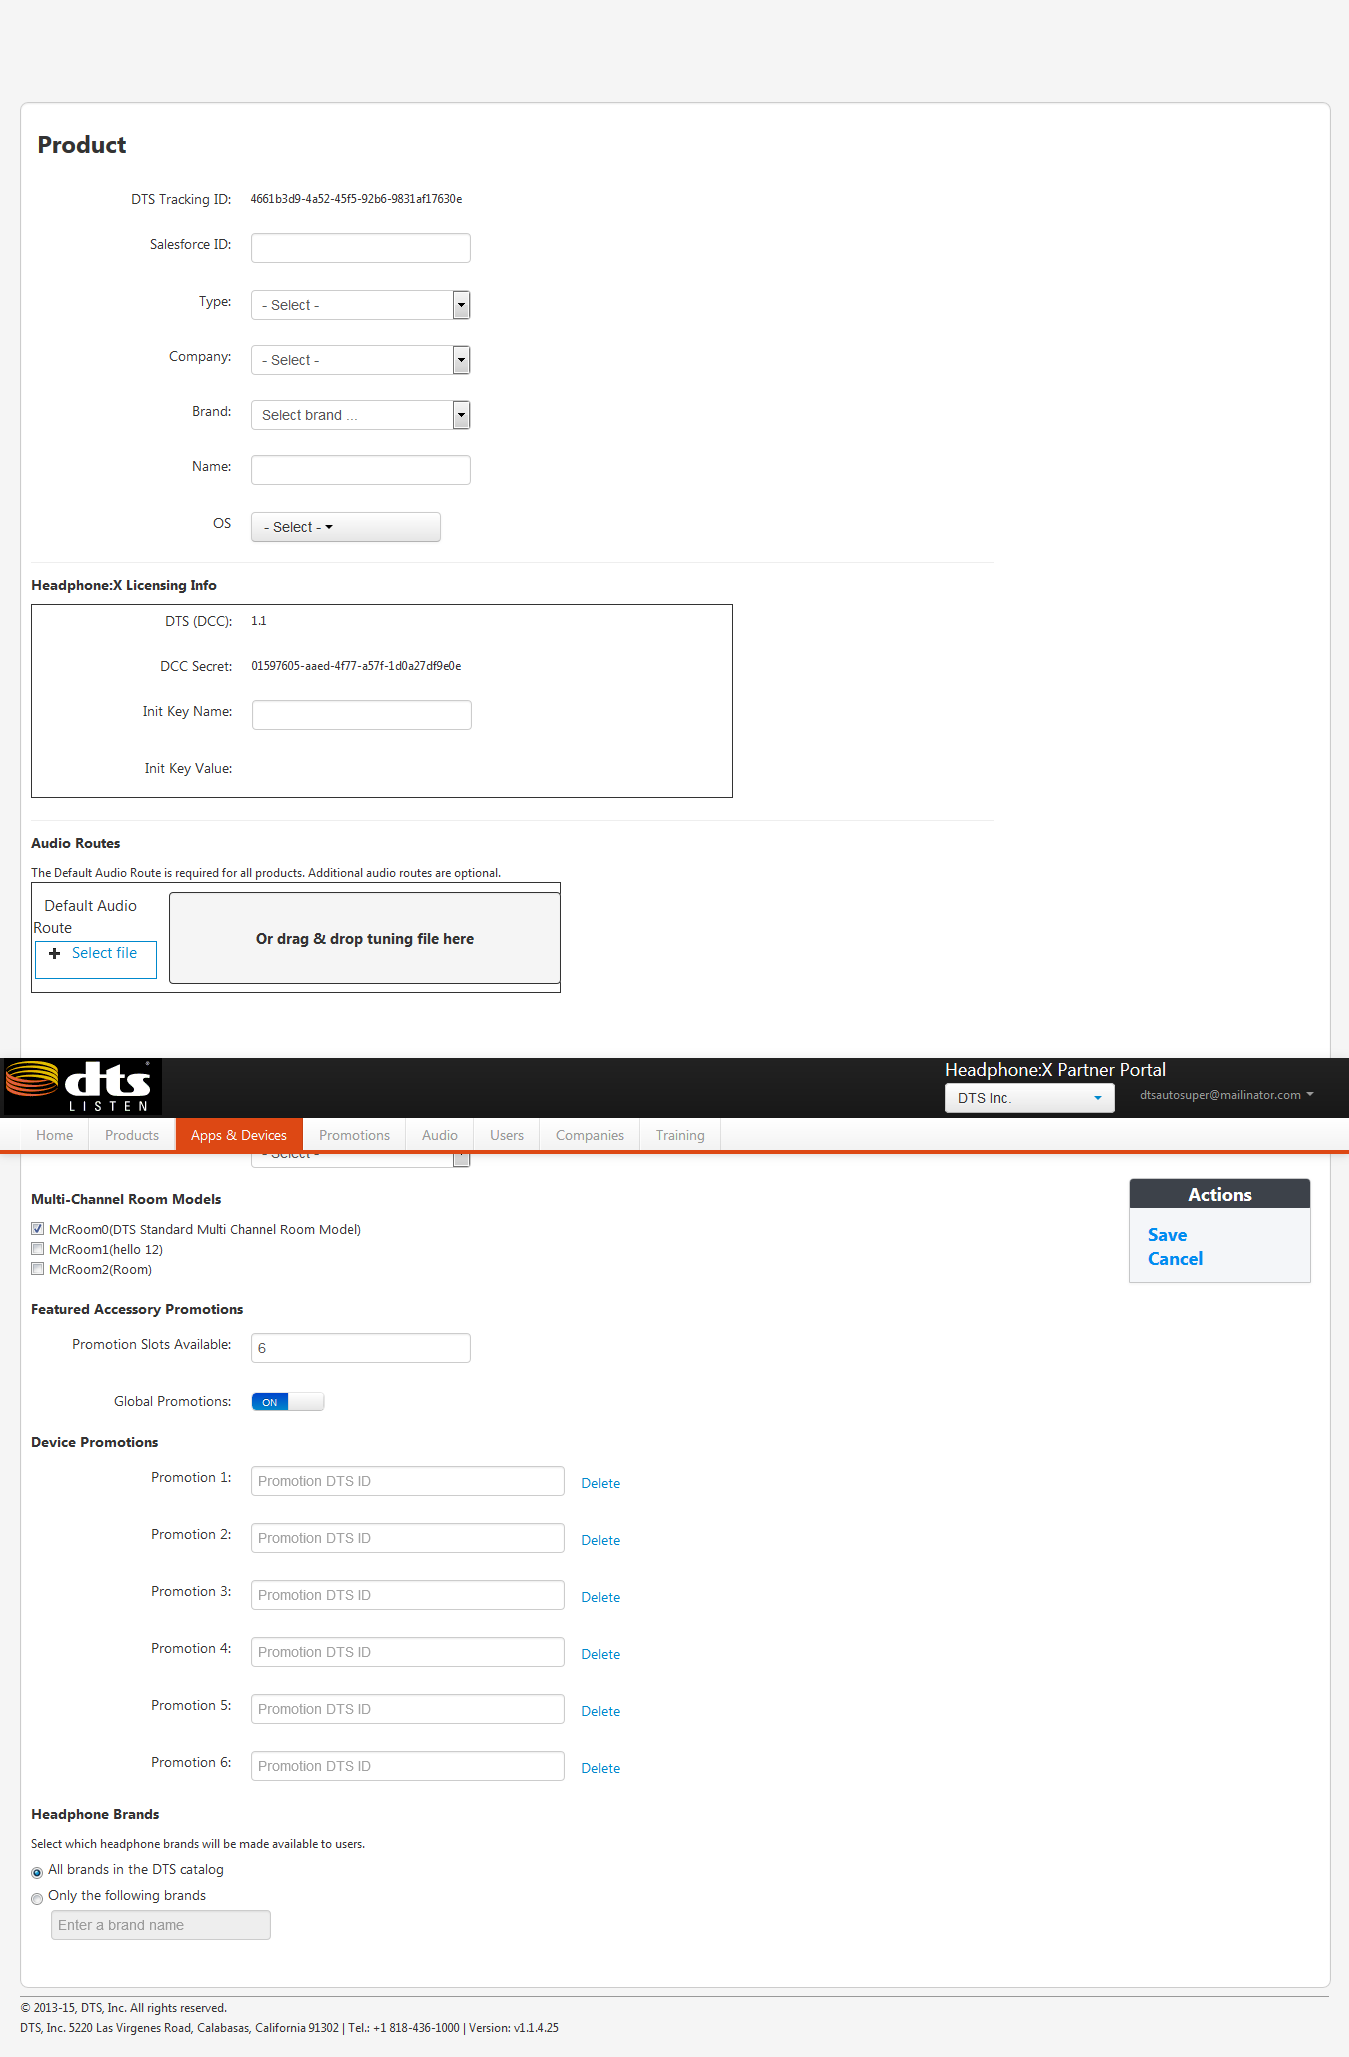 Product
DTS Tracking ID: 4661b3d9-4a52-45f5-92b6-9831af17630e
Salesforce ID:
Type: - Select -
Company: - Select -
Brand: Select brand ...
Name:
OS - Select -
Headphone:X Licensing Info
DTS (DCC): 1.1
DCC Secret: 01597605-aaed-4f77-a57f-1d0a27df9e0e
Init Key Name:
Init Key Value:
Audio Routes
The Default Audio Route is required for all products. Additional audio routes are optional.
Default Audio
Route
Select file
Or drag & drop tuning file here
dts
LISTEN
Headphone:X Partner Portal
DTS Inc.
dtsautosuper@mailinator.com
Home Products Apps & Devices Promotions Audio Users Companies Training
- Select -
Actions
Save
Cancel
Multi-Channel Room Models
McRoom0(DTS Standard Multi Channel Room Model)
McRoom1(hello 12)
McRoom2(Room)
Featured Accessory Promotions
Promotion Slots Available: 6
Global Promotions: ON
Device Promotions
Promotion 1: Promotion DTS ID Delete
Promotion 2: Promotion DTS ID Delete
Promotion 3: Promotion DTS ID Delete
Promotion 4: Promotion DTS ID Delete
Promotion 5: Promotion DTS ID Delete
Promotion 6: Promotion DTS ID Delete
Headphone Brands
Select which headphone brands will be made available to users.
All brands in the DTS catalog
Only the following brands
Enter a brand name
© 2013-15, DTS, Inc. All rights reserved.
DTS, Inc. 5220 Las Virgenes Road, Calabasas, California 91302 | Tel.: +1 818-436-1000 | Version: v1.1.4.25